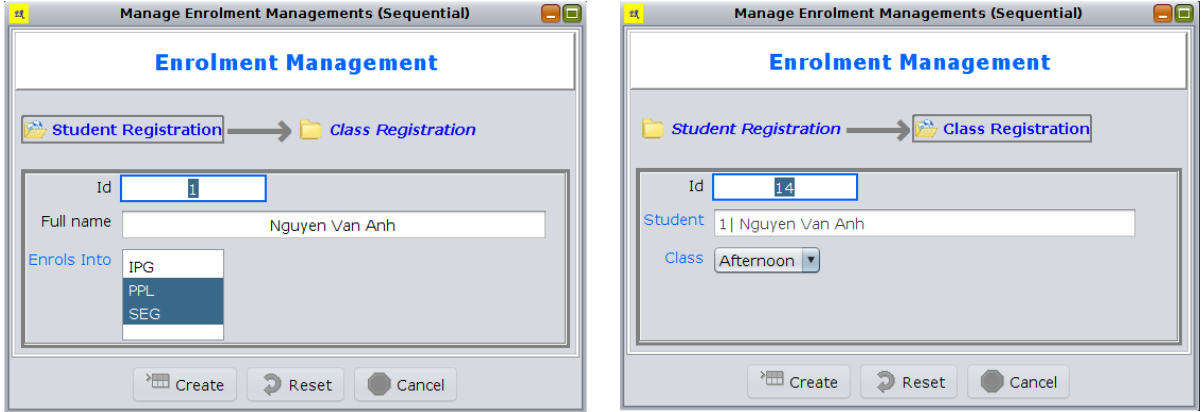 Manage Enrolment Managements (Sequential)
Enrolment Management
Student Registration Class Registration
Id 1
Full name Nguyen Van Anh
Enrols Into IPG
PPL
SEG
Create Reset Cancel
Manage Enrolment Managements (Sequential)
Enrolment Management
Student Registration Class Registration
Id 14
Student 1| Nguyen Van Anh
Class Afternoon
Create Reset Cancel